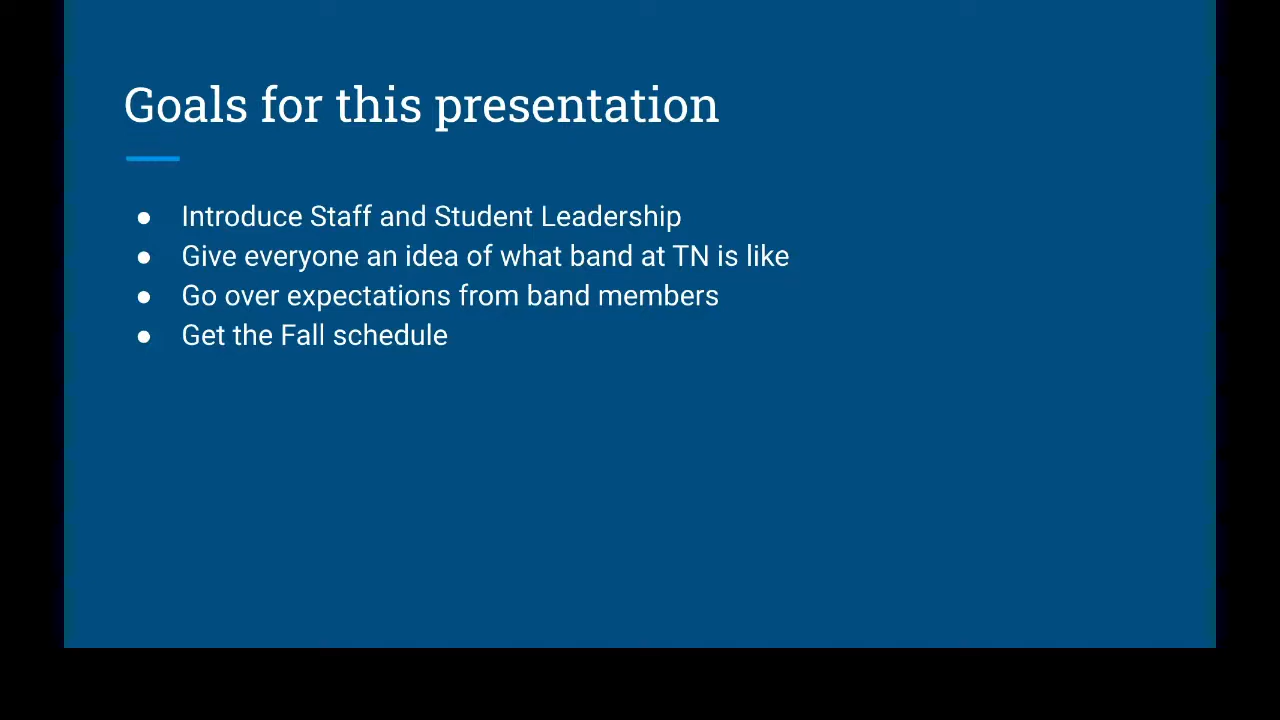 Goals for this presentation
● Introduce Staff and Student Leadership
● Give everyone an idea of what band at TN is like
● Go over expectations from band members
● Get the Fall schedule